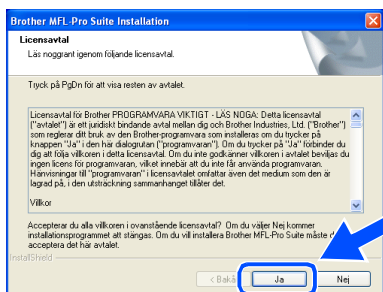 Brother MFL-Pro Suite Installation
Licensavtal
Läs noggrant igenom följande licensavtal.
Tryck på PgDn för att visa resten av avtalet.
Licensavtal för Brother PROGRAMVARA VIKTIGT - LÄS NOGA: Detta licensavtal
("avtalet") är ett juridiskt bindande avtal mellan dig och Brother Industries, Ltd. ("Brother")
som reglerar ditt bruk av den Brother-programvara som installeras om du trycker på
knappen "Ja" i den här dialogrutan ("programvaran"). Om du trycker på "Ja" förbinder du
dig att följa villkoren i detta licensavtal. Om du inte godkänner villkoren i avtalet beviljas du
ingen licens för programvaran, vilket innebär att du inte får använda programvaran.
Hänvisningar till "programvaran" i licensavtalet omfattar även det medium som den är
lagrad på, i den utsträckning sammanhanget tillåter det.
Villkor
Accepterar du alla villkoren i ovanstående licensavtal? Om du väljer Nej kommer
installationsprogrammet att stängas. Om du vill installera Brother MFL-Pro Suite måste d
acceptera det här avtalet.
InstallShield
< Bakå Ja Nej